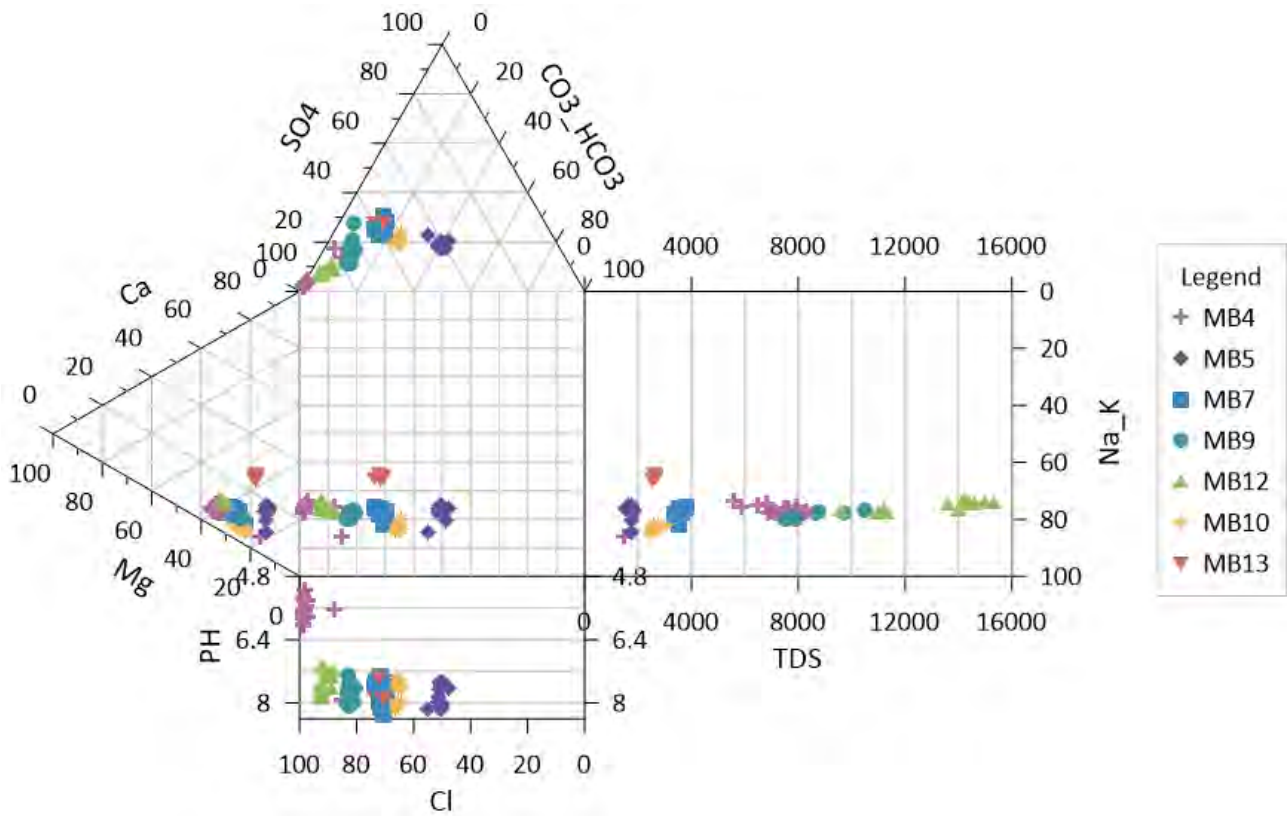 100 0
80 20
SO4 CO3_HCO3
60 40
40 60
20 80
100 0 4000 8000 12000 16000
0 100
Ca 80 0
60 Legend
40 MB4
20 20
0 MB5
40 MB7
Na_K
100 60 MB9
80 MB12
60 80 MB10
40 MB13
Mg 20 4.8 4.8 100
0 0 4000 8000 12000 16000
PH 6.4 6.4 TDS
8 8
100 80 60 40 20 0
Cl